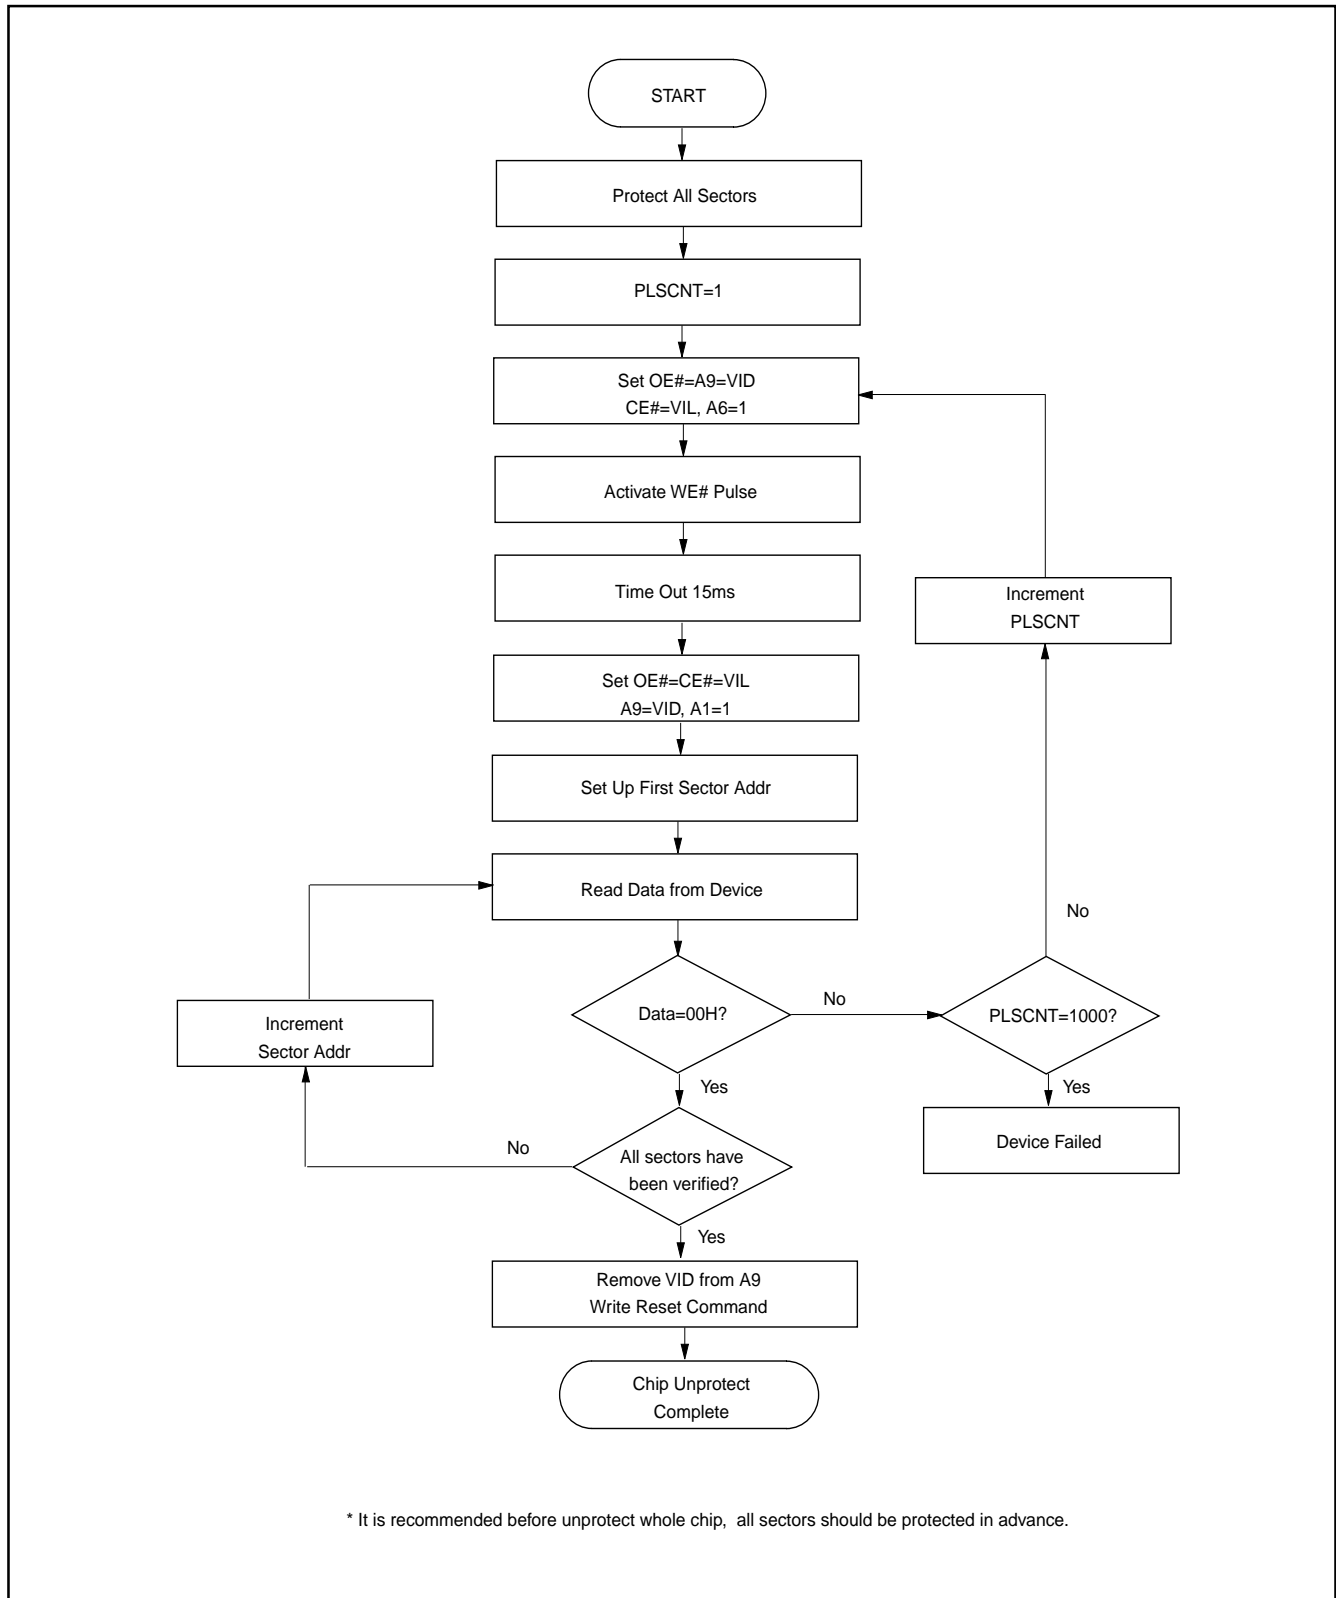 START
Protect All Sectors
PLSCNT=1
Set OE#=A9=VID
CE#=VIL, A6=1
Activate WE# Pulse
Time Out 15ms
Increment
PLSCNT
Set OE#=CE#=VIL
A9=VID, A1=1
Set Up First Sector Addr
Read Data from Device
No
Data=00H?
No
PLSCNT=1000?
Increment
Sector Addr
Yes
Yes
Device Failed
No
All sectors have
been verified?
Yes
Remove VID from A9
Write Reset Command
Chip Unprotect
Complete
* It is recommended before unprotect whole chip, all sectors should be protected in advance.